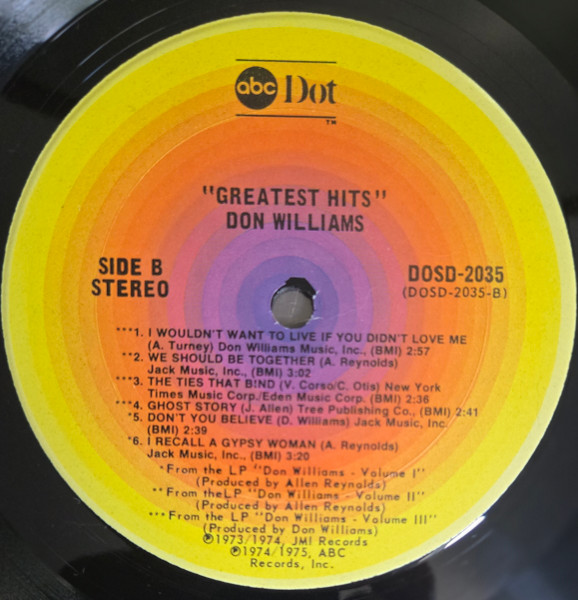 abc Dot
TM
"GREATEST HITS"
DON WILLIAMS
SIDE B
STEREO
DOSD-2035
(DOSD-2035-B)
***1. I WOULDN'T WANT TO LIVE IF YOU DIDN'T LOVE ME
(A. Turney) Don Williams Music, Inc., (BMI) 2:57
**2. WE SHOULD BE TOGETHER (A. Reynolds)
Jack Music, Inc., (BMI) 3:02
***3. THE TIES THAT BIND (V. Corso/C. Otis) New York
Times Music Corp./Eden Music Corp. (BMI) 2:36
***4. GHOST STORY (J. Allen) Tree Publishing Co., (BMI) 2:41
*5. DON'T YOU BELIEVE (D. Williams) Jack Music, Inc.
(BMI) 2:39
*6. I RECALL A GYPSY WOMAN (A. Reynolds)
Jack Music, Inc., (BMI) 3:20
*From the LP "Don Williams - Volume I"
(Produced by Allen Reynolds)
**From the LP "Don Williams - Volume II"
(Produced by Allen Reynolds)
***From the LP "Don Williams - Volume III"
(Produced by Don Williams)
℗1973/1974, JMI Records
℗1974/1975, ABC
Records, Inc.